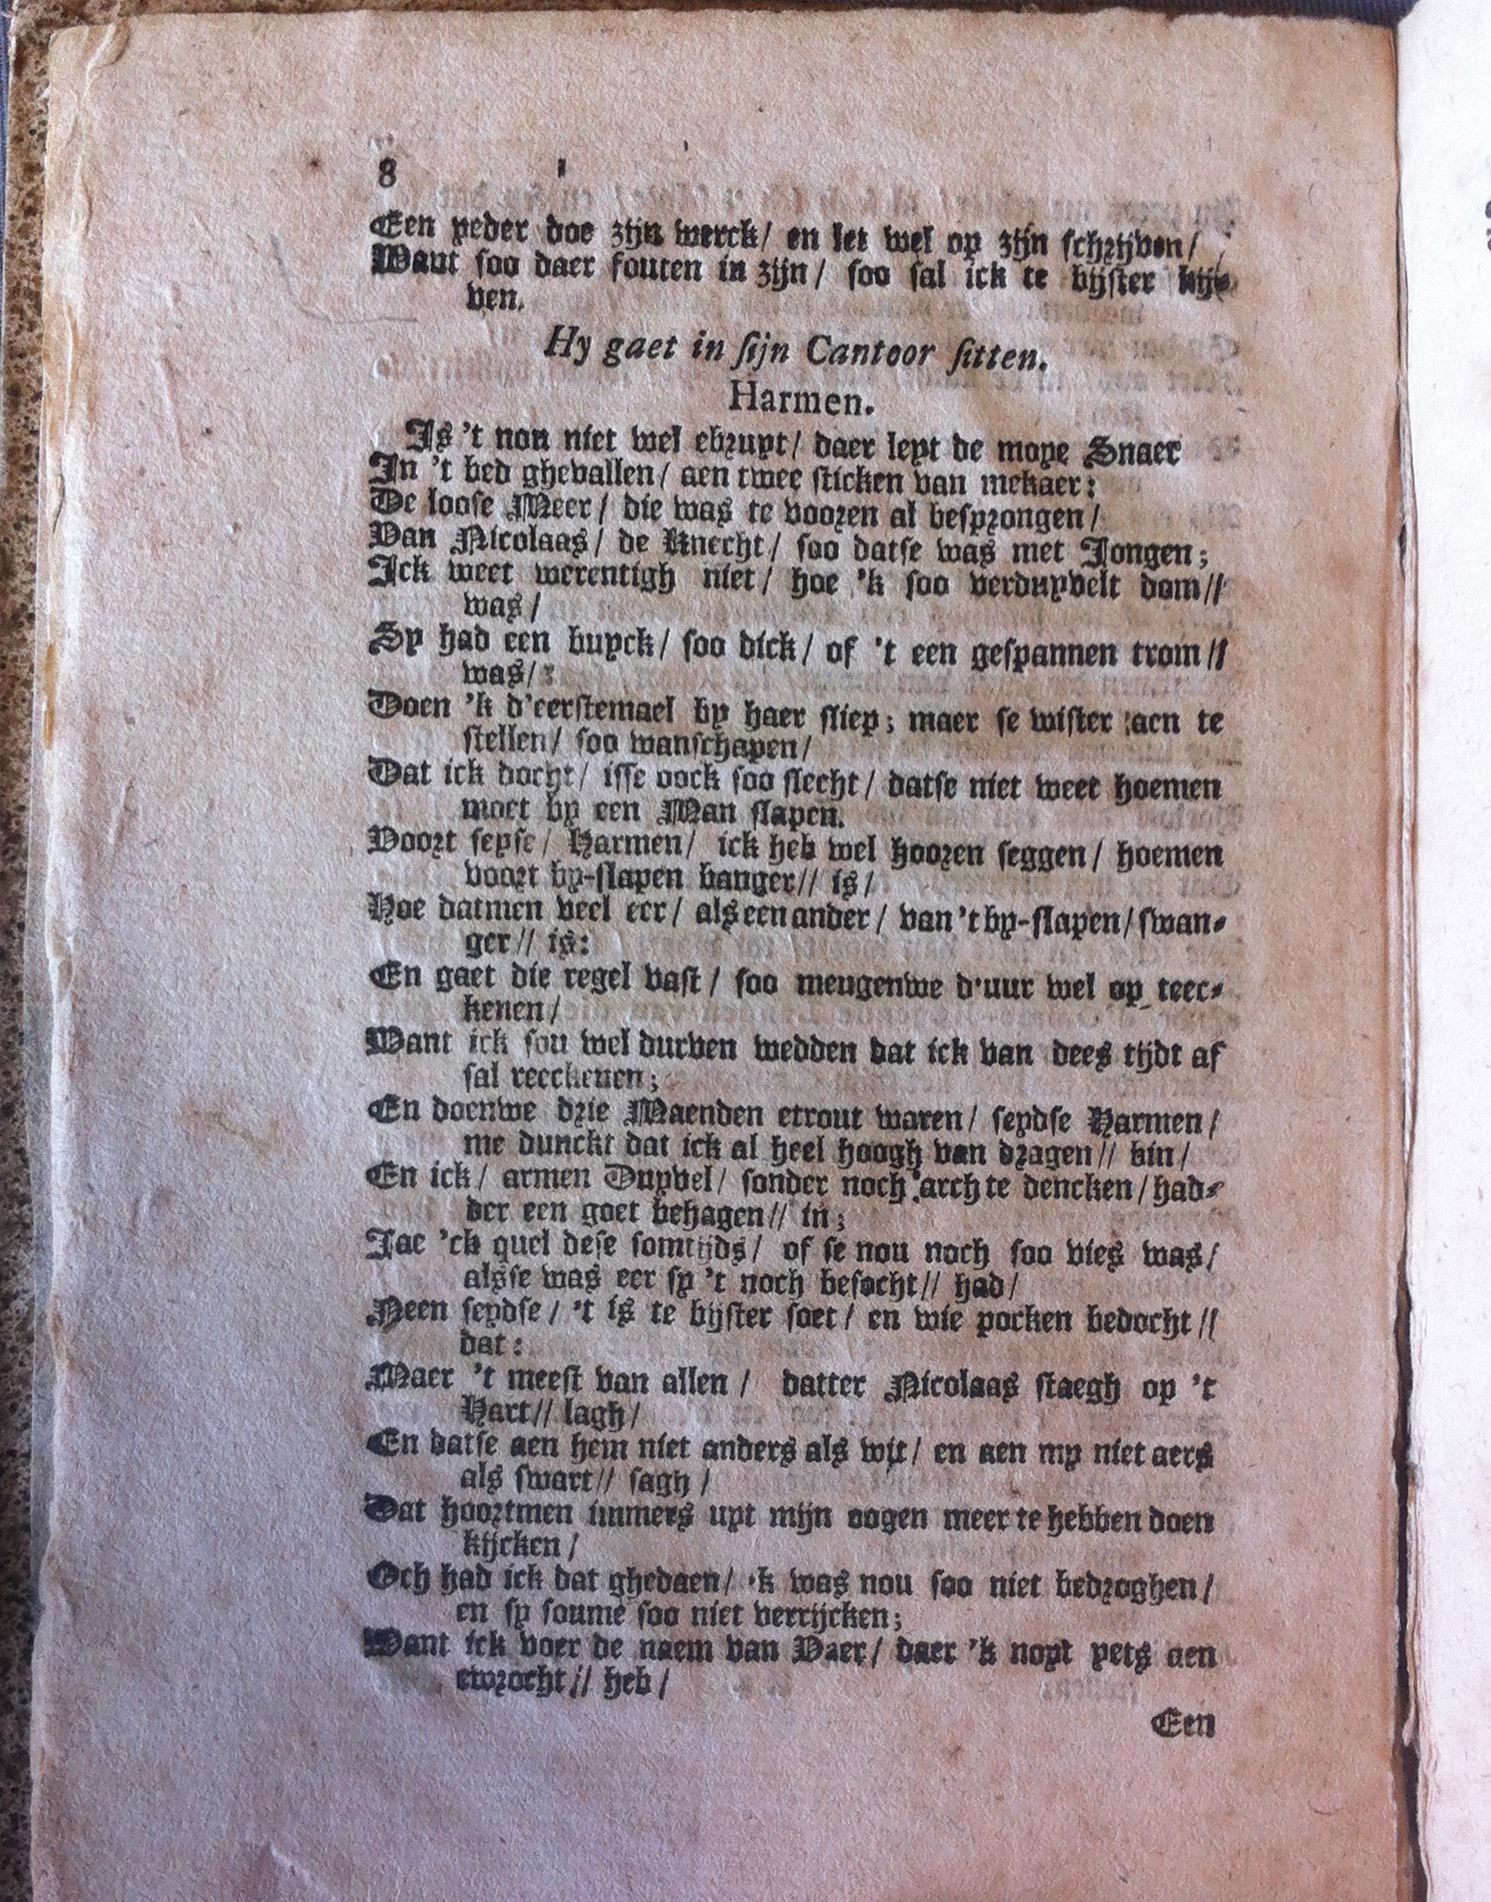 8
Een yeder doe zijn werck/ en let wel op zijn schrijven/
Want soo daer fouten in zijn/ soo sal ick te bijster kij-
ven.
Hy gaet in sijn Cantoor sitten.
Harmen.
Is 't nou niet wel ebruyt/ daer leyt de moye Snaer
In 't bed ghevallen/ aen twee sticken van mekaer:
De loose Meer/ die was te vooren al besprongen/
Van Nicolaas/ de Knecht/ soo datse was met Jongen;
Ick weet werentigh niet/ hoe 'k soo verduyvelt dom//
was/
Sy had een buyck/ soo dick/ of 't een gespannen trom//
was/
Doen 'k d'eerstemael by haer sliep; maer se wister aen te
stellen/ soo wanschapen/
Dat ick docht/ isse oock soo slecht/ datse niet weet hoemen
moet by een Man slapen.
Voort seyse/ Harmen/ ick heb wel hooren seggen/ hoemen
voort by-slapen banger// is/
Hoe datmen veel eer/ als een ander/ van 't by-slapen/ swan-
ger// is:
En gaet die regel vast/ soo meugenwe d'uur wel op teec-
kenen/
Want ick sou wel durven wedden dat ick van dees tijdt af
sal reeckenen;
En doenwe drie Maenden etrout waren/ seydse Harmen/
me dunckt dat ick al heel hoogh van dragen// bin/
En ick/ armen Duyvel/ sonder noch arch te dencken/ had-
der een goet behagen// in;
Jae 'ck quel dese somtijds/ of se nou noch soo vies was/
alsse was eer sy 't noch besocht// had/
Neen seydse/ 't is te bijster soet/ en wie pocken bedocht//
dat:
Maer 't meest van allen/ datter Nicolaas staegh op 't
Hart// lagh/
En datse aen hem niet anders als wit/ en aen my niet aers
als swart// sagh/
Dat hoortmen immers uyt mijn oogen meer te hebben doen
kijcken/
Och had ick dat ghedaen/ 'k was nou soo niet bedroghen/
en sy soume soo niet verrijcken;
Want ick voer de naem van Vaer/ daer 'k noyt yets aen
ewrocht// heb/
Een